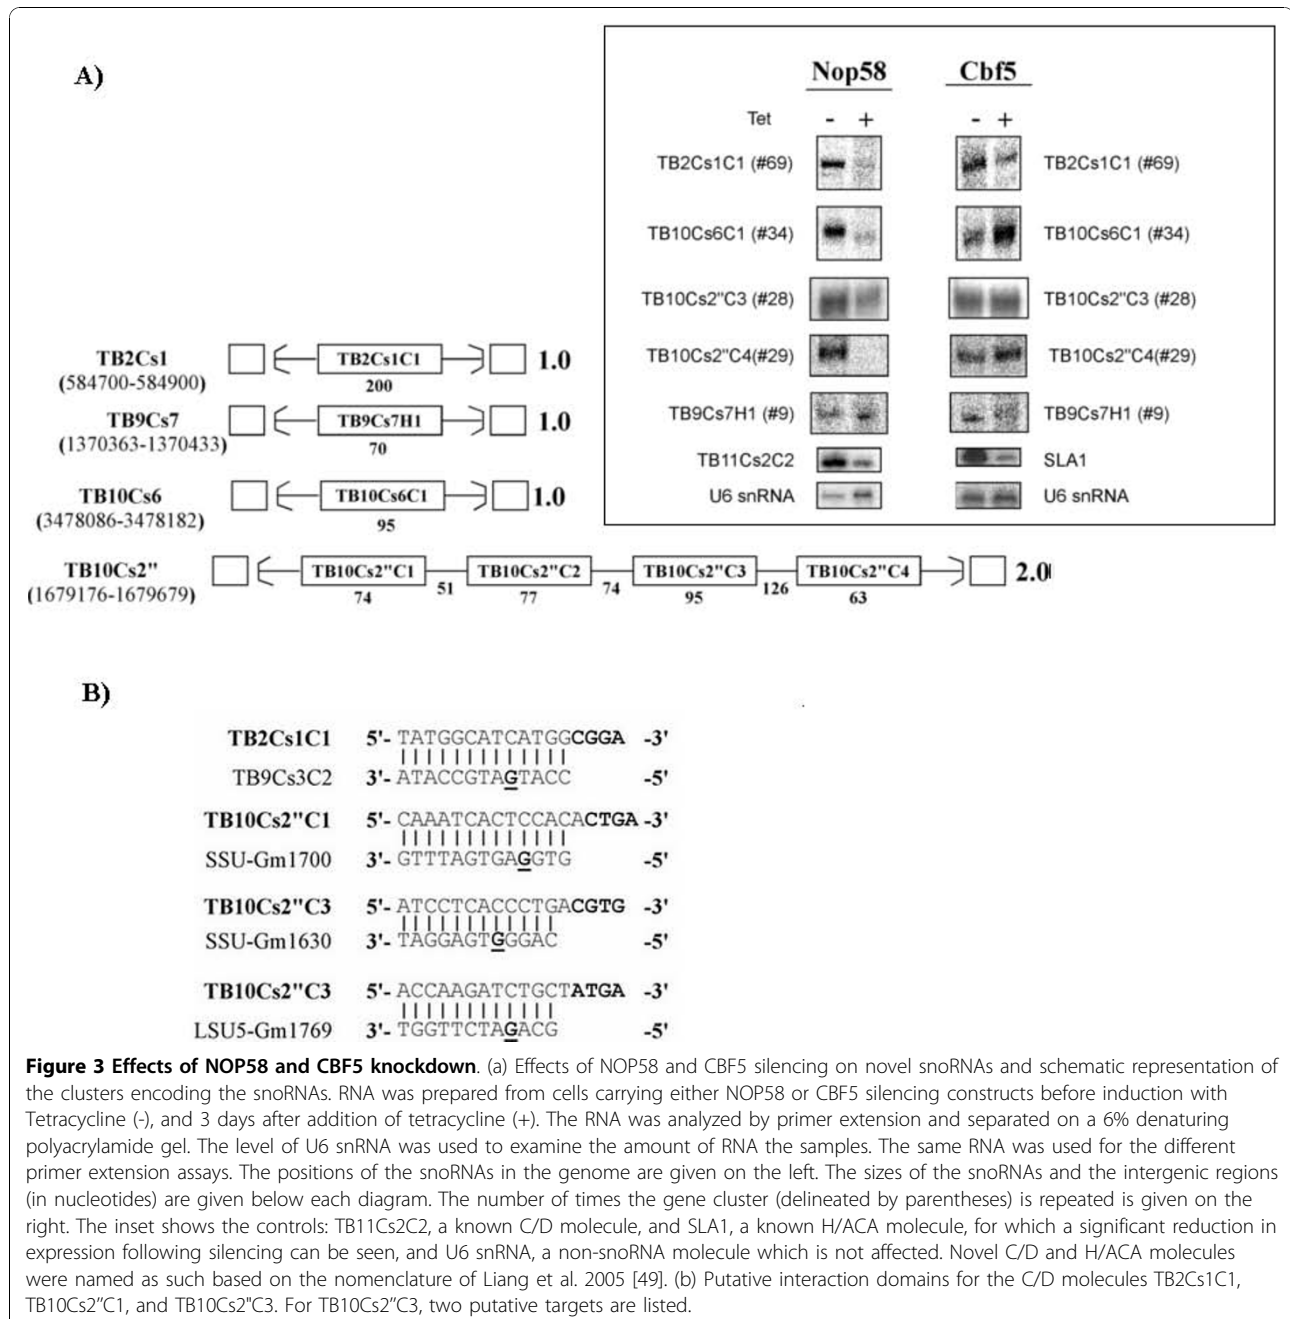 A)
Nop58 Cbf5
Tet - + - +
TB2Cs1C1 (#69) TB2Cs1C1 (#69)
TB10Cs6C1 (#34) TB10Cs6C1 (#34)
TB10Cs2"C3 (#28) TB10Cs2"C3 (#28)
TB10Cs2"C4(#29) TB10Cs2"C4(#29)
TB9Cs7H1 (#9) TB9Cs7H1 (#9)
TB11Cs2C2 SLA1
U6 snRNA U6 snRNA
TB2Cs1 TB2Cs1C1 1.0
(584700-584900) 200
TB9Cs7 TB9Cs7H1 1.0
(1370363-1370433) 70
TB10Cs6 TB10Cs6C1 1.0
(3478086-3478182) 95
TB10Cs2" TB10Cs2"C1 TB10Cs2"C2 TB10Cs2"C3 TB10Cs2"C4 2.0
(1679176-1679679) 74 51 77 74 95 126 63
B)
TB2Cs1C1 5'- TATGGCATCATGGCGGA -3'
TB9Cs3C2 3'- ATACCGTAGTACC -5'
TB10Cs2"C1 5'- CAAATCACTCCACACTGA -3'
SSU-Gm1700 3'- GTTTAGTGAGGTG -5'
TB10Cs2"C3 5'- ATCCTCACCCTGACGTG -3'
SSU-Gm1630 3'- TAGGAGTGGGAC -5'
TB10Cs2"C3 5'- ACCAAGATCTGCTATGA -3'
LSU5-Gm1769 3'- TGGTTCTAGACG -5'
Figure 3 Effects of NOP58 and CBF5 knockdown. (a) Effects of NOP58 and CBF5 silencing on novel snoRNAs and schematic representation of
the clusters encoding the snoRNAs. RNA was prepared from cells carrying either NOP58 or CBF5 silencing constructs before induction with
Tetracycline (-), and 3 days after addition of tetracycline (+). The RNA was analyzed by primer extension and separated on a 6% denaturing
polyacrylamide gel. The level of U6 snRNA was used to examine the amount of RNA the samples. The same RNA was used for the different
primer extension assays. The positions of the snoRNAs in the genome are given on the left. The sizes of the snoRNAs and the intergenic regions
(in nucleotides) are given below each diagram. The number of times the gene cluster (delineated by parentheses) is repeated is given on the
right. The inset shows the controls: TB11Cs2C2, a known C/D molecule, and SLA1, a known H/ACA molecule, for which a significant reduction in
expression following silencing can be seen, and U6 snRNA, a non-snoRNA molecule which is not affected. Novel C/D and H/ACA molecules
were named as such based on the nomenclature of Liang et al. 2005 [49]. (b) Putative interaction domains for the C/D molecules TB2Cs1C1,
TB10Cs2"C1, and TB10Cs2"C3. For TB10Cs2"C3, two putative targets are listed.